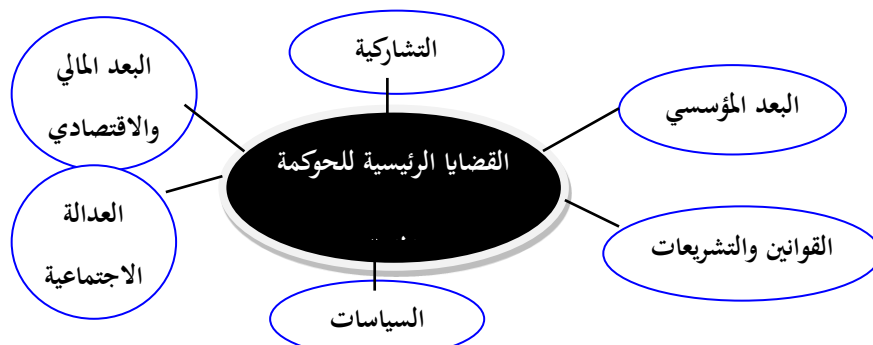 التشاركية
البعد المالي
والاقتصادي
البعد المؤسسي
القضايا الرئيسية للحوكمة
العدالة
الاجتماعية
القوانين والتشريعات
السياسات